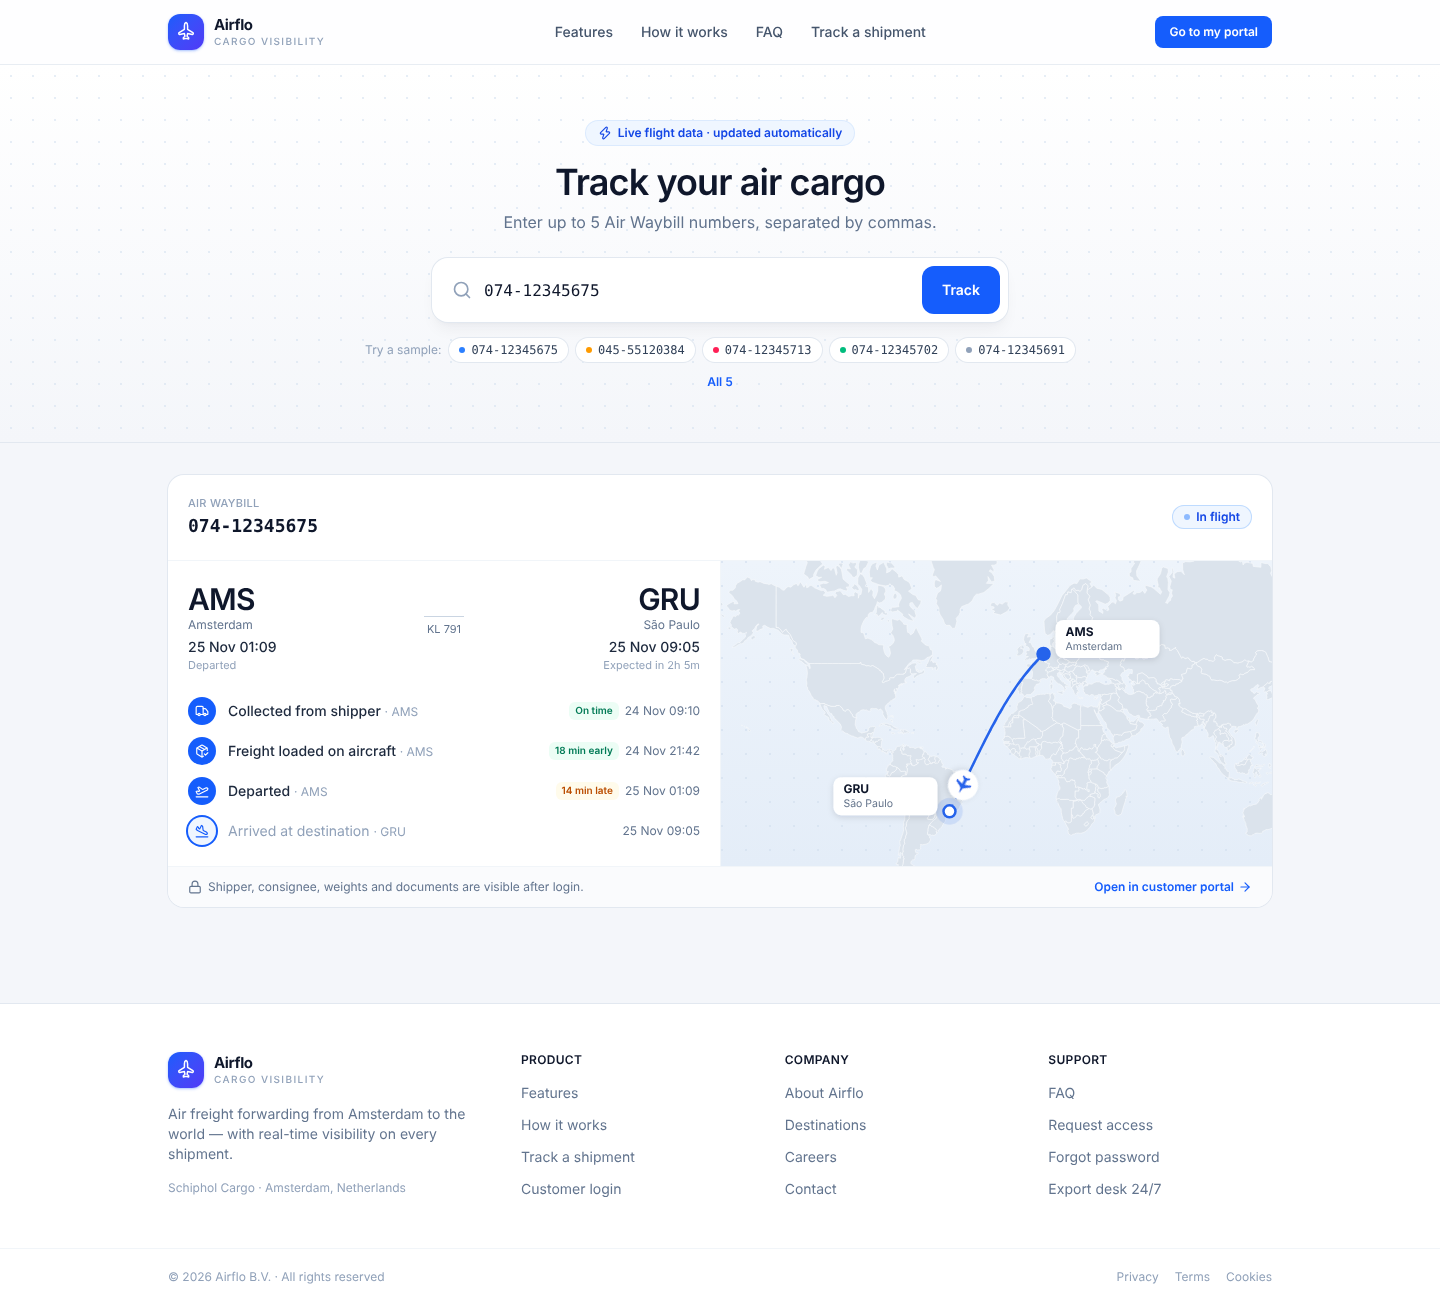 Airflo
CARGO VISIBILITY
Features
How it works
FAQ
Track a shipment
Go to my portal
Live flight data · updated automatically
Track your air cargo
Enter up to 5 Air Waybill numbers, separated by commas.
074-12345675
Track
Try a sample:
074-12345675
045-55120384
074-12345713
074-12345702
074-12345691
All 5
AIR WAYBILL
074-12345675
In flight
AMS
Amsterdam
25 Nov 01:09
Departed
KL 791
GRU
São Paulo
25 Nov 09:05
Expected in 2h 5m
Collected from shipper · AMS
On time
24 Nov 09:10
Freight loaded on aircraft · AMS
18 min early
24 Nov 21:42
Departed · AMS
14 min late
25 Nov 01:09
Arrived at destination · GRU
25 Nov 09:05
AMS
Amsterdam
GRU
São Paulo
Shipper, consignee, weights and documents are visible after login.
Open in customer portal
Airflo
CARGO VISIBILITY
Air freight forwarding from Amsterdam to the
world — with real-time visibility on every
shipment.
Schiphol Cargo · Amsterdam, Netherlands
PRODUCT
Features
How it works
Track a shipment
Customer login
COMPANY
About Airflo
Destinations
Careers
Contact
SUPPORT
FAQ
Request access
Forgot password
Export desk 24/7
© 2026 Airflo B.V. · All rights reserved
Privacy
Terms
Cookies